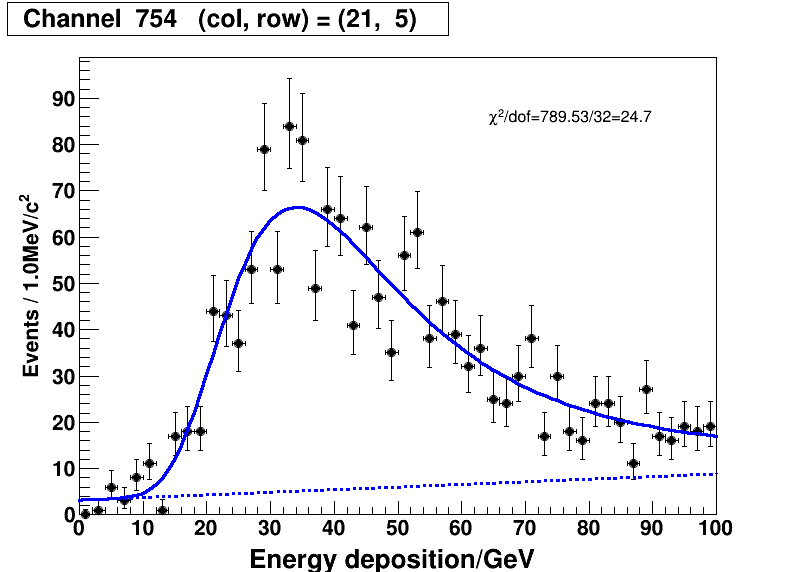 Channel 754 (col, row) = (21, 5)
χ²/dof=789.53/32=24.7
Events / 1.0MeV/c²
90
80
70
60
50
40
30
20
10
0
0 10 20 30 40 50 60 70 80 90 100
Energy deposition/GeV